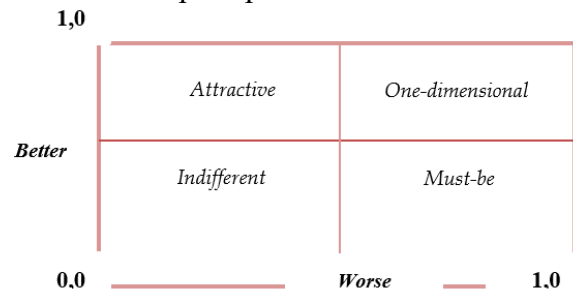 1,0
Attractive One-dimensional
Better
Indifferent Must-be
0,0 Worse 1,0